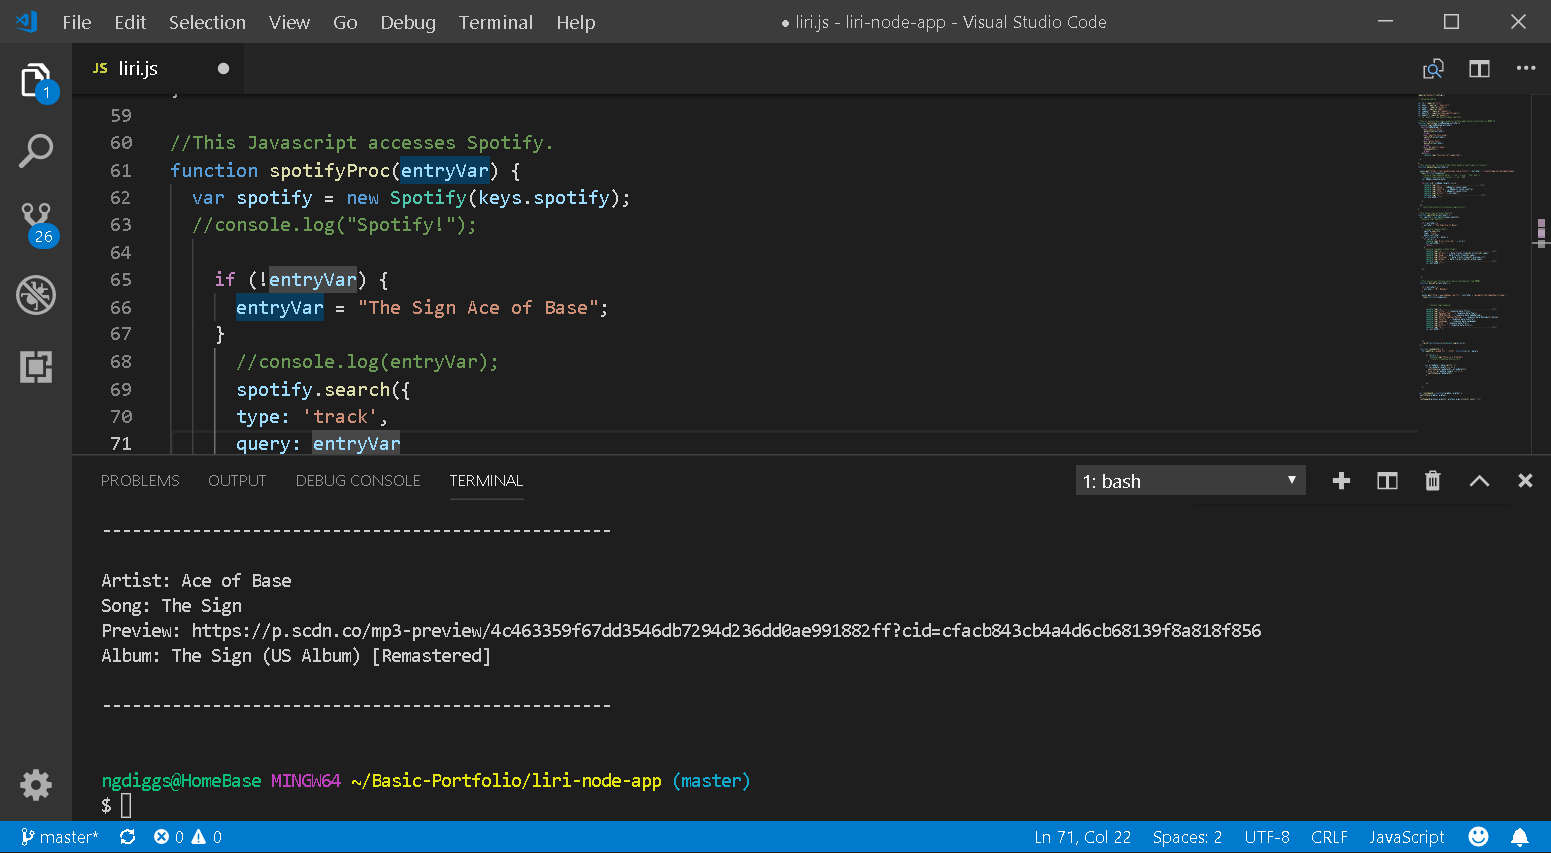 File Edit Selection View Go Debug Terminal Help ● liri.js - liri-node-app - Visual Studio Code
JS liri.js
1
26
59
60 //This Javascript accesses Spotify.
61 function spotifyProc(entryVar) {
62 var spotify = new Spotify(keys.spotify);
63 //console.log("Spotify!");
64
65 if (!entryVar) {
66 entryVar = "The Sign Ace of Base";
67 }
68 //console.log(entryVar);
69 spotify.search({
70 type: 'track',
71 query: entryVar
PROBLEMS OUTPUT DEBUG CONSOLE TERMINAL 1: bash
---------------------------------------------------
Artist: Ace of Base
Song: The Sign
Preview: https://p.scdn.co/mp3-preview/4c463359f67dd3546db7294d236dd0ae991882ff?cid=cfacb843cb4a4d6cb68139f8a818f856
Album: The Sign (US Album) [Remastered]
---------------------------------------------------
ngdiggs@HomeBase MINGW64 ~/Basic-Portfolio/liri-node-app (master)
$
master* 0 0 Ln 71, Col 22 Spaces: 2 UTF-8 CRLF JavaScript